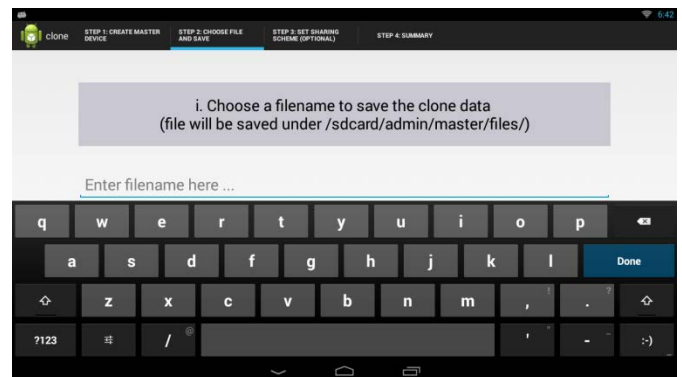 6:42
clone
STEP 1: CREATE MASTER
DEVICE
STEP 2: CHOOSE FILE
AND SAVE
STEP 3: SET SHARING
SCHEME (OPTIONAL)
STEP 4: SUMMARY
i. Choose a filename to save the clone data
(file will be saved under /sdcard/admin/master/files/)
Enter filename here ...
q w e r t y u i o p
a s d f g h j k l Done
z x c v b n m , ! . ?
?123 / @ ' " - _ :-)